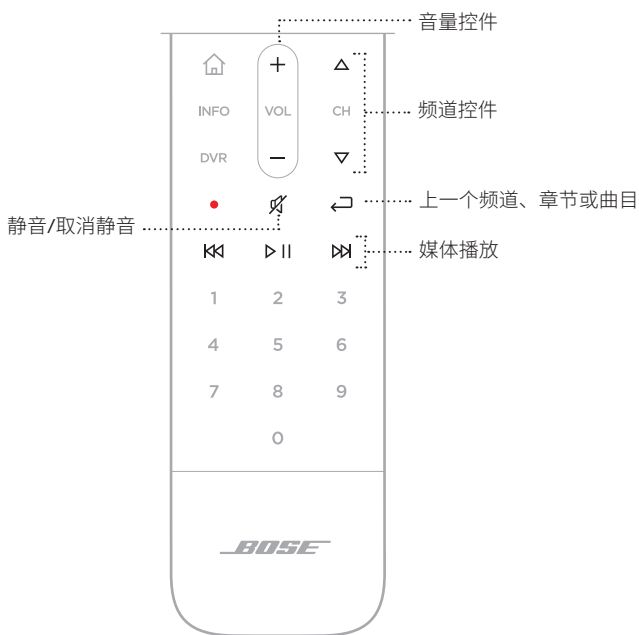 音量控件
INFO
VOL
CH
频道控件
DVR
上一个频道、章节或曲目
静音/取消静音
媒体播放
1 2 3
4 5 6
7 8 9
0
BOSE